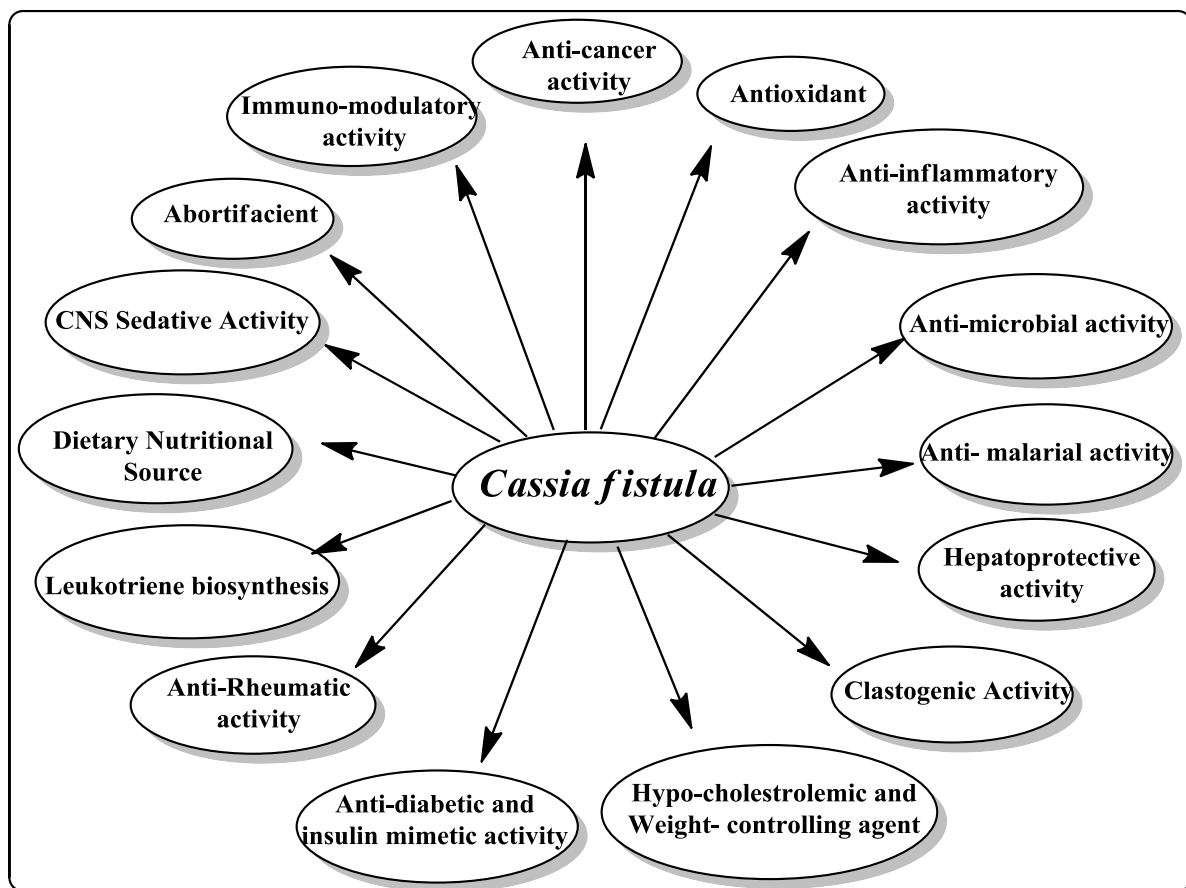 Anti-cancer
activity
Antioxidant
Immuno-modulatory
activity
Anti-inflammatory
activity
Abortifacient
CNS Sedative Activity
Anti-microbial activity
Dietary Nutritional
Source
Anti- malarial activity
Cassia fistula
Leukotriene biosynthesis
Hepatoprotective
activity
Anti-Rheumatic
activity
Clastogenic Activity
Anti-diabetic and
insulin mimetic activity
Hypo-cholestrolemic and
Weight- controlling agent